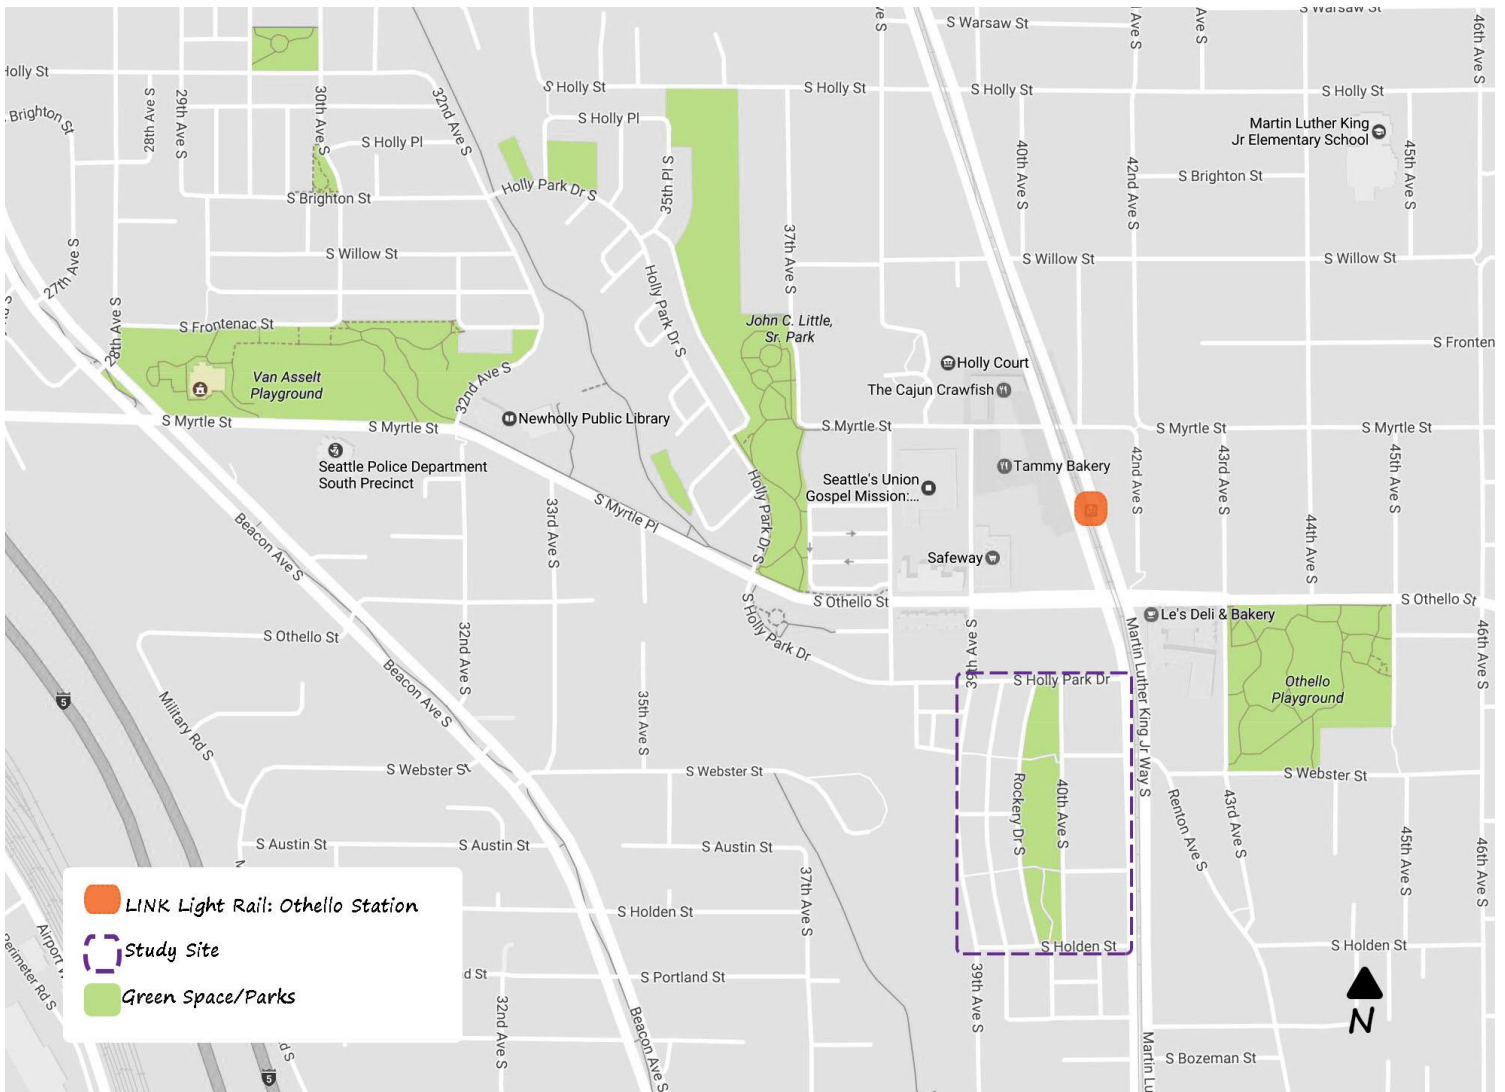 S Warsaw St
S Warsaw St
46th Ave S
Holly St
S Holly St
S Holly St
S Holly St
S Holly St
Brighton St
28th Ave S
29th Ave S
30th Ave S
32nd Ave S
S Holly Pl
S Holly Pl
Martin Luther King
Jr Elementary School
40th Ave S
42nd Ave S
45th Ave S
S Brighton St
S Brighton St
Holly Park Dr S
35th Pl S
37th Ave S
S Willow St
S Willow St
S Willow St
27th Ave S
28th Ave S
Holly Park Dr S
S Frontenac St
John C. Little,
Sr. Park
S Fronten
Van Asselt
Playground
32nd Ave S
Holly Court
The Cajun Crawfish
Newholly Public Library
S Myrtle St
S Myrtle St
S Myrtle St
S Myrtle St
S Myrtle St
Seattle Police Department
South Precinct
Tammy Bakery
Seattle's Union
Gospel Mission:...
42nd Ave S
43rd Ave S
45th Ave S
44th Ave S
Beacon Ave S
33rd Ave S
S Myrtle Pl
Holly Park Dr S
Safeway
S Othello St
S Othello St
S Othello St
Le's Deli & Bakery
S Holly Park Dr
32nd Ave S
39th Ave S
46th Ave S
Martin Luther King Jr Way S
S Holly Park Dr
Othello
Playground
Beacon Ave S
Military Rd S
35th Ave S
5
S Webster St
S Webster St
S Webster St
Rockery Dr S
40th Ave S
Renton Ave S
43rd Ave S
45th Ave S
46th Ave S
S Austin St
S Austin St
S Austin St
37th Ave S
LINK Light Rail: Othello Station
Study Site
Green Space/Parks
S Holden St
S Holden St
S Holden St
Airport W
Perimeter Rd S
d St
S Portland St
32nd Ave S
Beacon Ave S
39th Ave S
N
Martin Lu
S Bozeman St
5